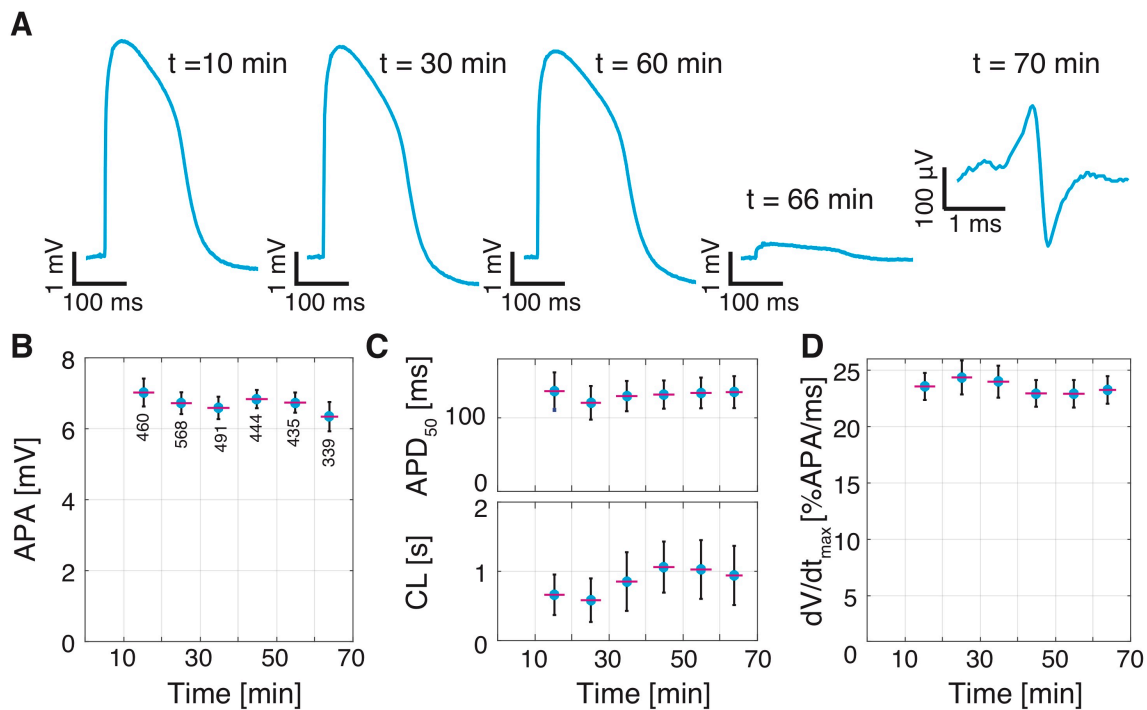 A
t =10 min
t = 30 min
t = 60 min
t = 66 min
t = 70 min
1 mV
100 ms
1 mV
100 ms
1 mV
100 ms
1 mV
100 ms
100 µV
1 ms
B
APA [mV]
8
6
4
2
0
460
568
491
444
435
339
10
30
50
70
Time [min]
C
APD50 [ms]
100
0
CL [s]
2
1
0
10
30
50
70
Time [min]
D
dV/dtmax [%APA/ms]
25
20
15
10
5
0
10
30
50
70
Time [min]